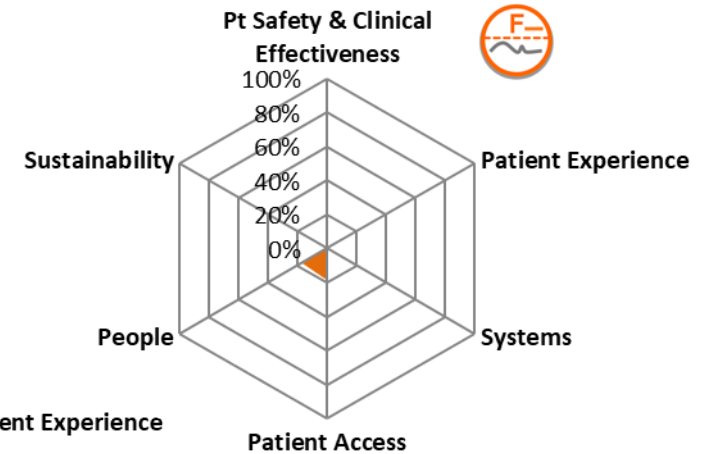 Pt Safety & Clinical
Effectiveness
F
100%
80%
60%
40%
20%
0%
Sustainability
Patient Experience
People
Systems
ent Experience
Patient Access